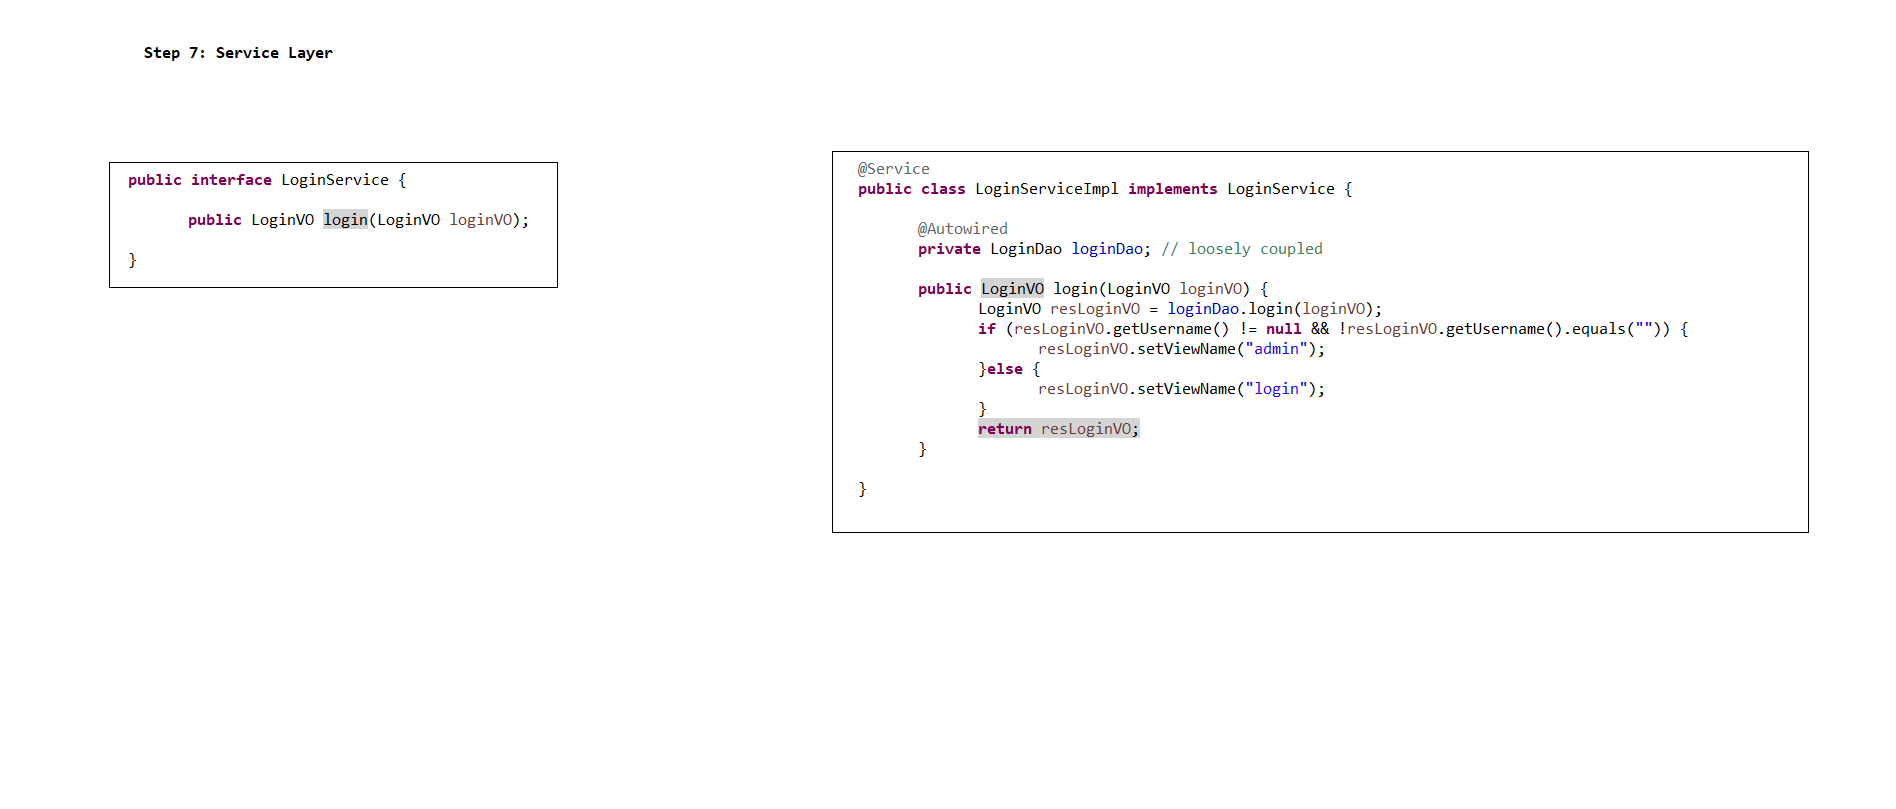 Step 7: Service Layer
public interface LoginService {
public LoginVO login(LoginVO loginVO);
}
@Service
public class LoginServiceImpl implements LoginService {
@Autowired
private LoginDao loginDao; // loosely coupled
public LoginVO login(LoginVO loginVO) {
LoginVO resLoginVO = loginDao.login(loginVO);
if (resLoginVO.getUsername() != null && !resLoginVO.getUsername().equals("")) {
resLoginVO.setViewName("admin");
}else {
resLoginVO.setViewName("login");
}
return resLoginVO;
}
}